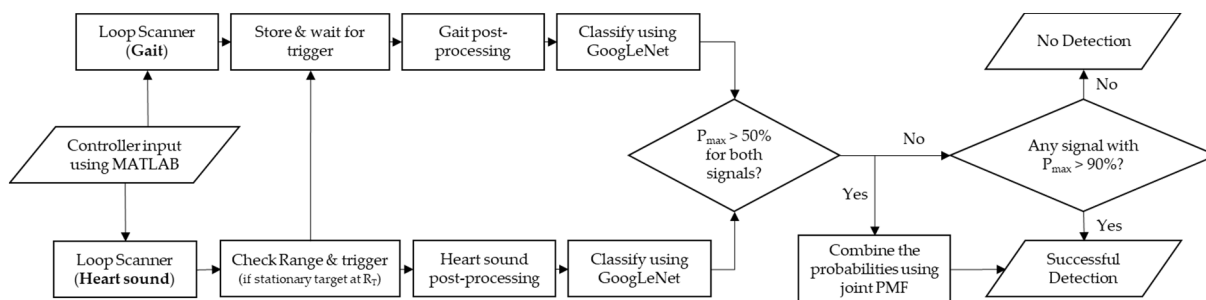 Loop Scanner
(Gait)
Store & wait for
trigger
Gait post-
processing
Classify using
GoogLeNet
No Detection
No
Controller input
using MATLAB
Pmax > 50%
for both
signals?
No
Any signal with
Pmax > 90%?
Yes
Yes
Loop Scanner
(Heart sound)
Check Range & trigger
(if stationary target at RT)
Heart sound
post-processing
Classify using
GoogLeNet
Combine the
probabilities using
joint PMF
Successful
Detection